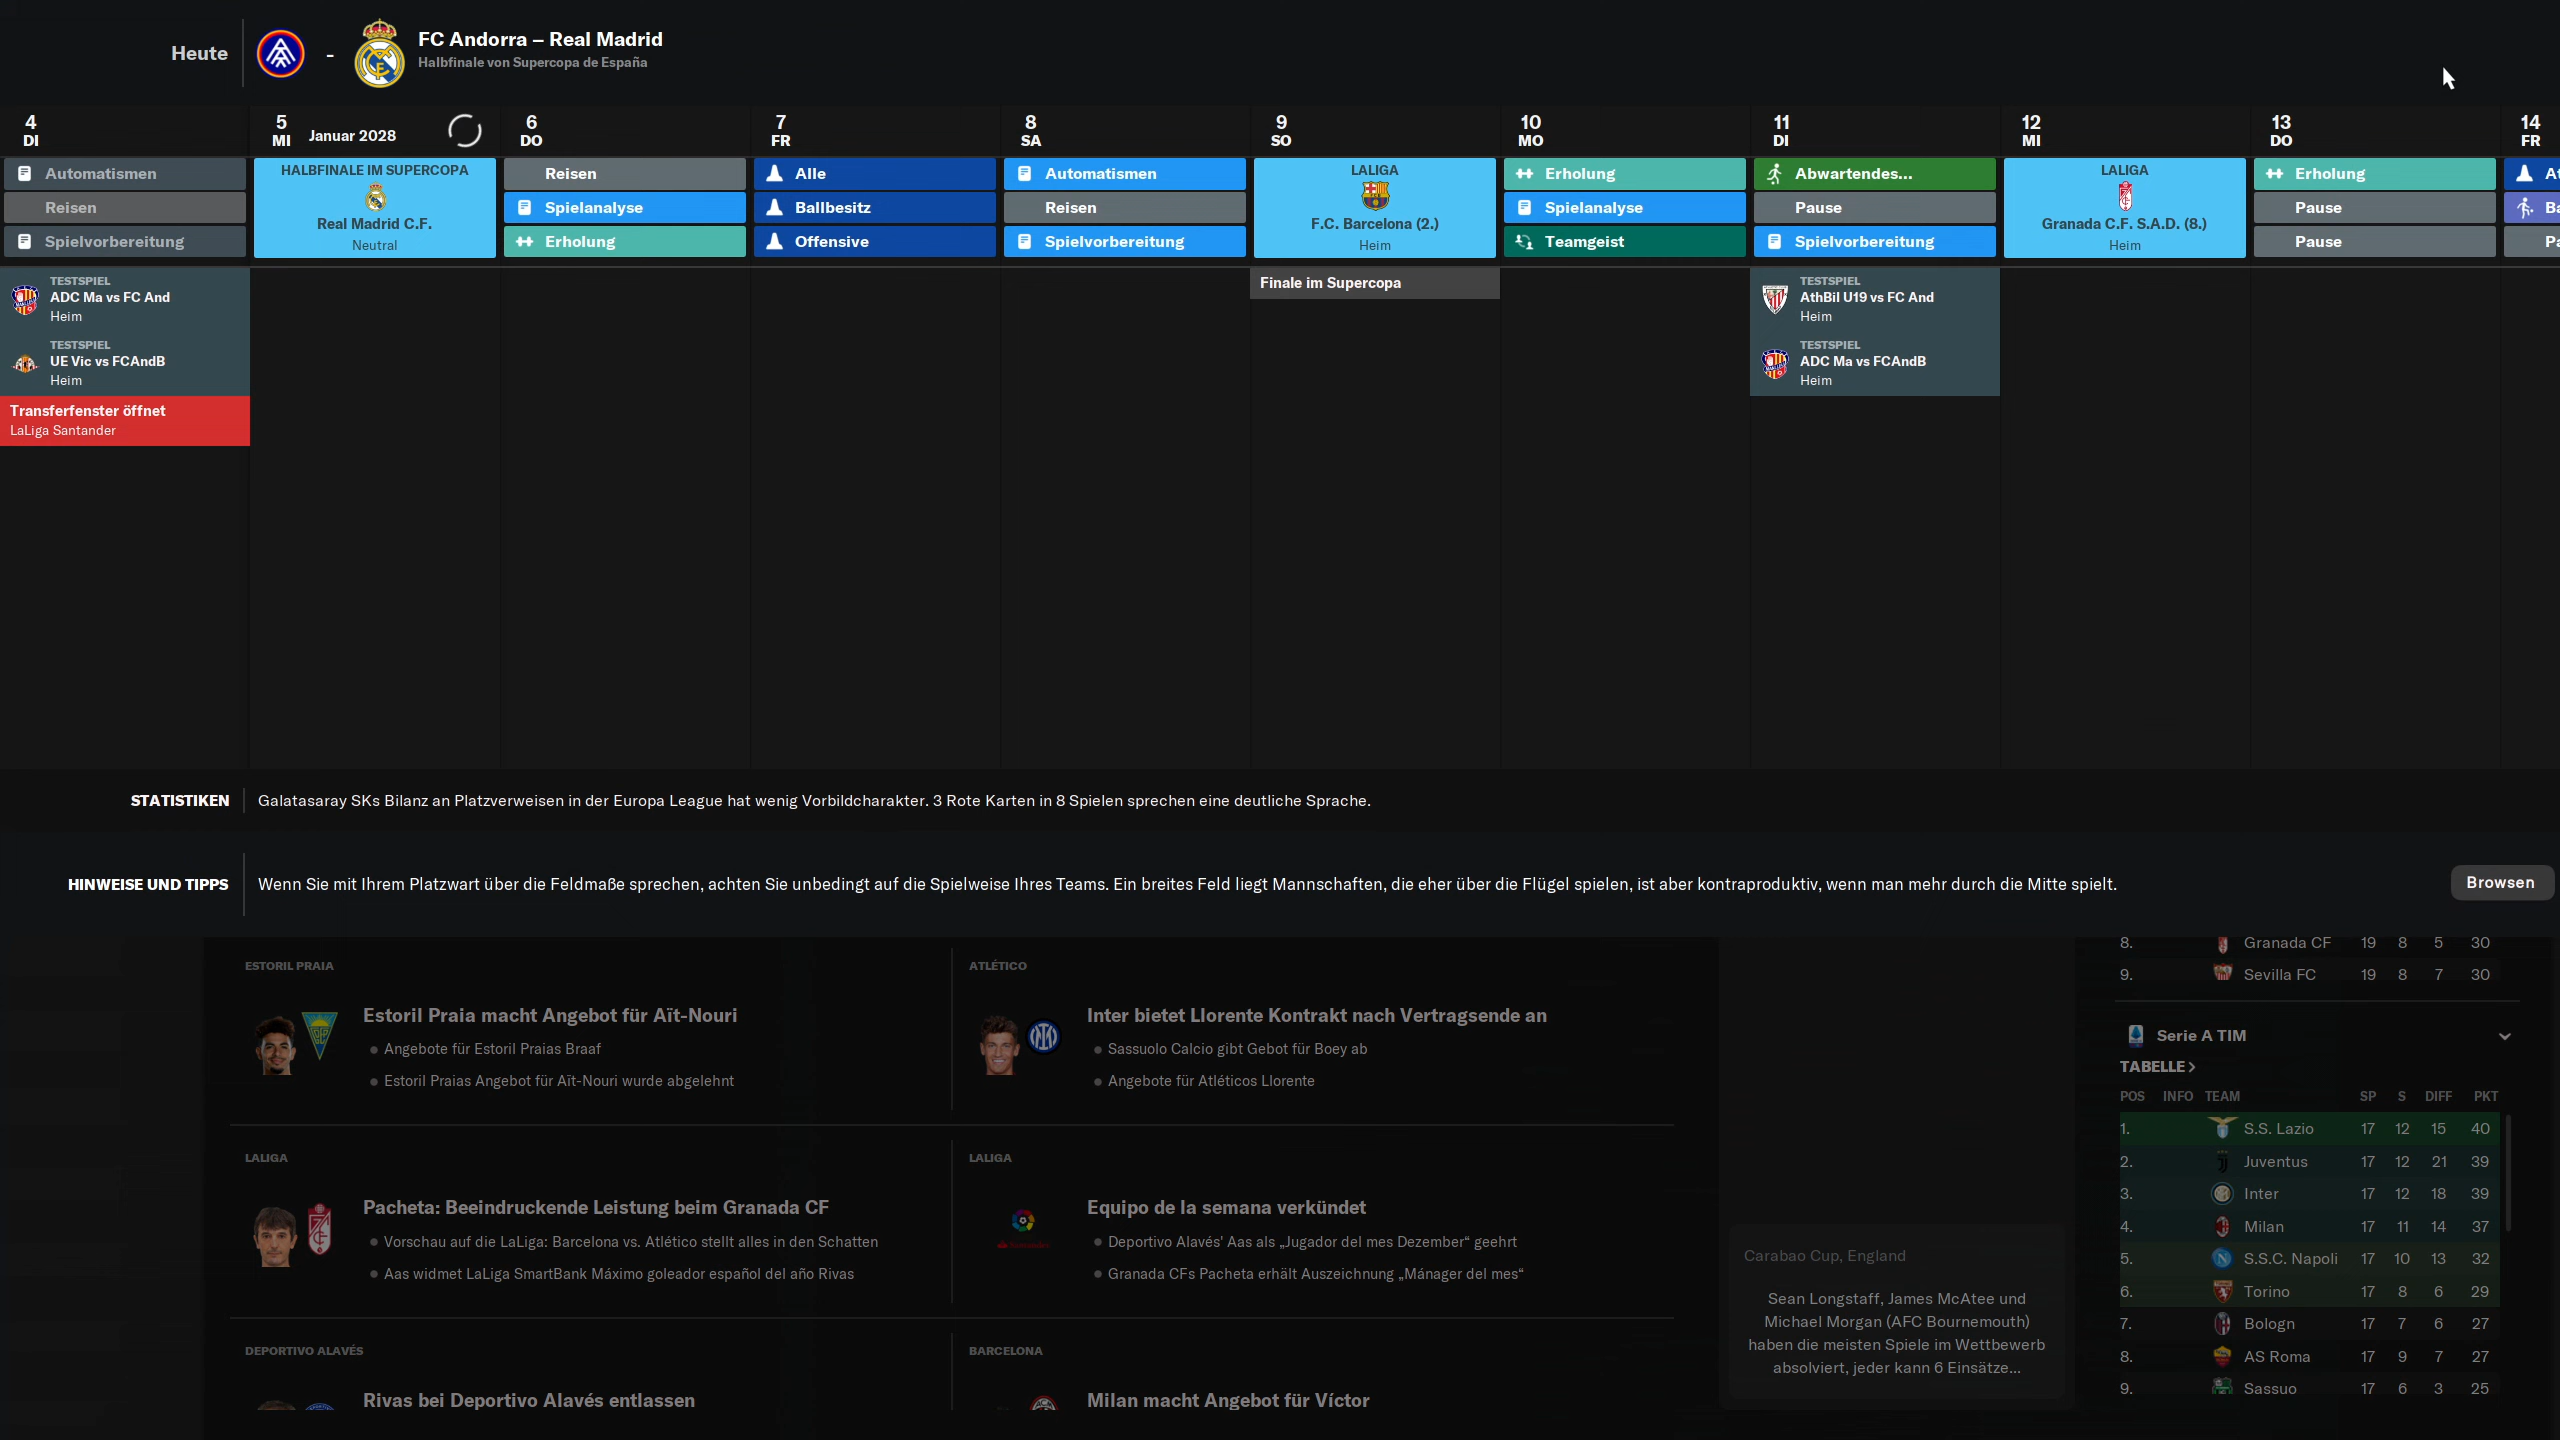 Heute
-
FC Andorra – Real Madrid
Halbfinale von Supercopa de España
4
DI
5
MI
Januar 2028
6
DO
7
FR
8
SA
9
SO
10
MO
11
DI
12
MI
13
DO
14
FR
Automatismen
Reisen
Spielvorbereitung
HALBFINALE IM SUPERCOPA
Real Madrid C.F.
Neutral
Reisen
Spielanalyse
Erholung
Alle
Ballbesitz
Offensive
Automatismen
Reisen
Spielvorbereitung
LALIGA
F.C. Barcelona (2.)
Heim
Erholung
Spielanalyse
Teamgeist
Abwartendes...
Pause
Spielvorbereitung
LALIGA
Granada C.F. S.A.D. (8.)
Heim
Erholung
Pause
Pause
TESTSPIEL
ADC Ma vs FC And
Heim
TESTSPIEL
UE Vic vs FCAndB
Heim
Transferfenster öffnet
LaLiga Santander
Finale im Supercopa
TESTSPIEL
AthBil U19 vs FC And
Heim
TESTSPIEL
ADC Ma vs FCAndB
Heim
STATISTIKEN
Galatasaray SKs Bilanz an Platzverweisen in der Europa League hat wenig Vorbildcharakter. 3 Rote Karten in 8 Spielen sprechen eine deutliche Sprache.
HINWEISE UND TIPPS
Wenn Sie mit Ihrem Platzwart über die Feldmaße sprechen, achten Sie unbedingt auf die Spielweise Ihres Teams. Ein breites Feld liegt Mannschaften, die eher über die Flügel spielen, ist aber kontraproduktiv, wenn man mehr durch die Mitte spielt.
Browsen
ESTORIL PRAIA
Estoril Praia macht Angebot für Aït-Nouri
Angebote für Estoril Praias Braaf
Estoril Praias Angebot für Aït-Nouri wurde abgelehnt
ATLÉTICO
Inter bietet Llorente Kontrakt nach Vertragsende an
Sassuolo Calcio gibt Gebot für Boey ab
Angebote für Atléticos Llorente
LALIGA
Pacheta: Beeindruckende Leistung beim Granada CF
Vorschau auf die LaLiga: Barcelona vs. Atlético stellt alles in den Schatten
Aas widmet LaLiga SmartBank Máximo goleador español del año Rivas
LALIGA
Equipo de la semana verkündet
Deportivo Alavés' Aas als „Jugador del mes Dezember“ geehrt
Granada CFs Pacheta erhält Auszeichnung „Mánager del mes“
DEPORTIVO ALAVÉS
Rivas bei Deportivo Alavés entlassen
BARCELONA
Milan macht Angebot für Víctor
Carabao Cup, England
Sean Longstaff, James McAtee und
Michael Morgan (AFC Bournemouth)
haben die meisten Spiele im Wettbewerb
absolviert, jeder kann 6 Einsätze...
8. Granada CF 19 8 5 30
9. Sevilla FC 19 8 7 30
Serie A TIM
TABELLE >
POS INFO TEAM SP S DIFF PKT
1. S.S. Lazio 17 12 15 40
2. Juventus 17 12 21 39
3. Inter 17 12 18 39
4. Milan 17 11 14 37
5. S.S.C. Napoli 17 10 13 32
6. Torino 17 8 6 29
7. Bologn 17 7 6 27
8. AS Roma 17 9 7 27
9. Sassuo 17 6 3 25